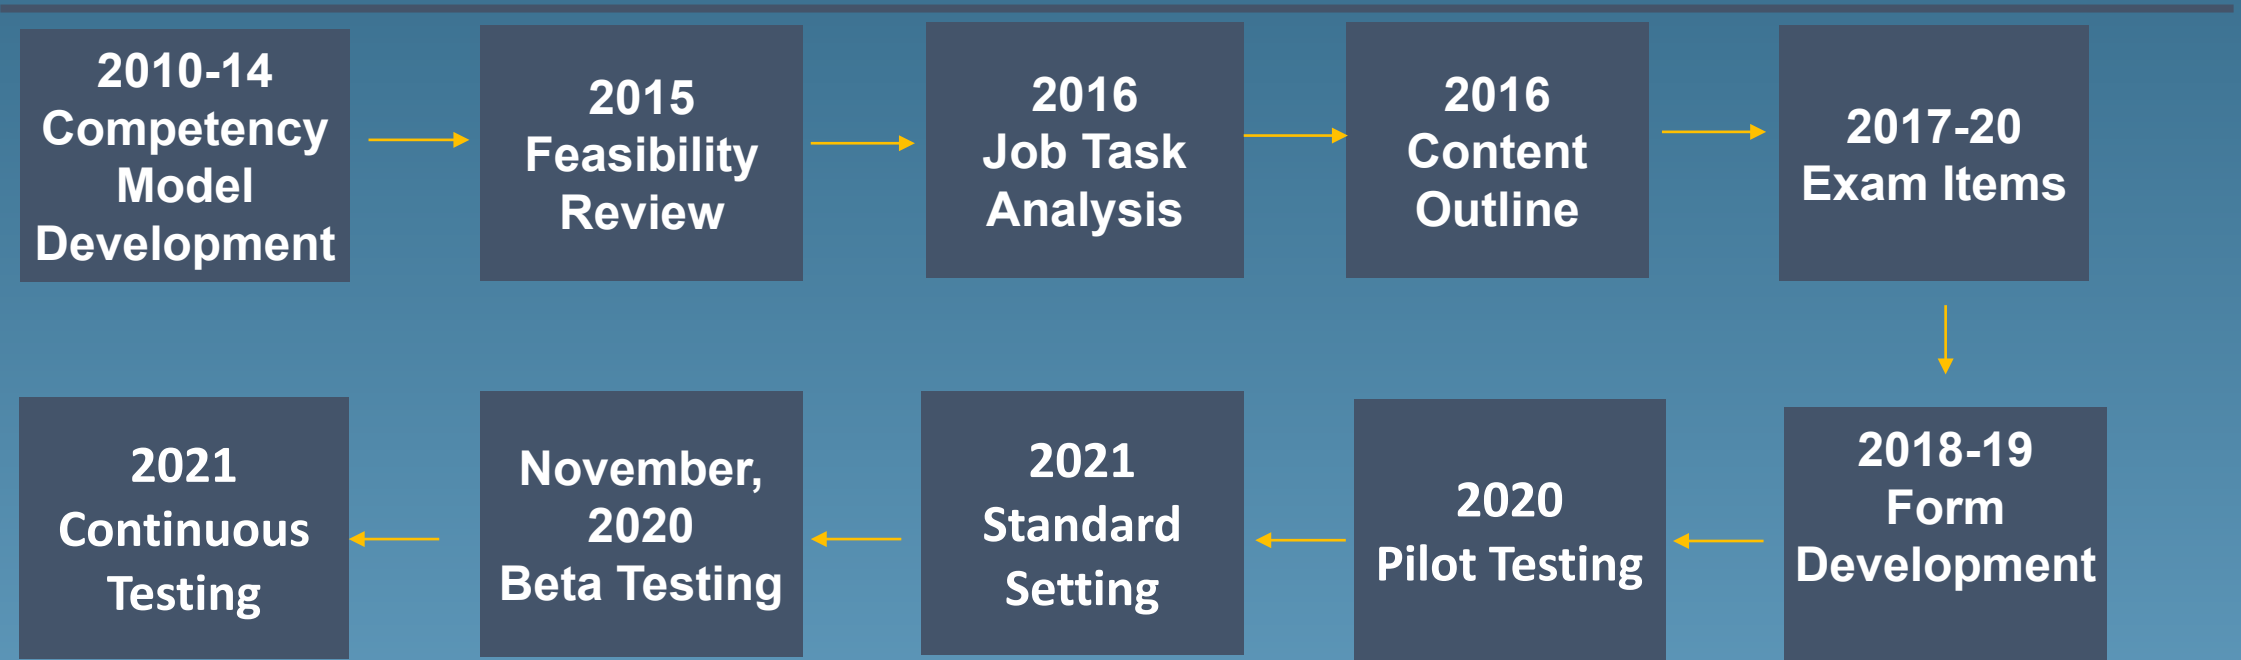 2010-14
Competency
Model
Development
2015
Feasibility
Review
2016
Job Task
Analysis
2016
Content
Outline
2017-20
Exam Items
2018-19
Form
Development
2020
Pilot Testing
2021
Standard
Setting
November,
2020
Beta Testing
2021
Continuous
Testing